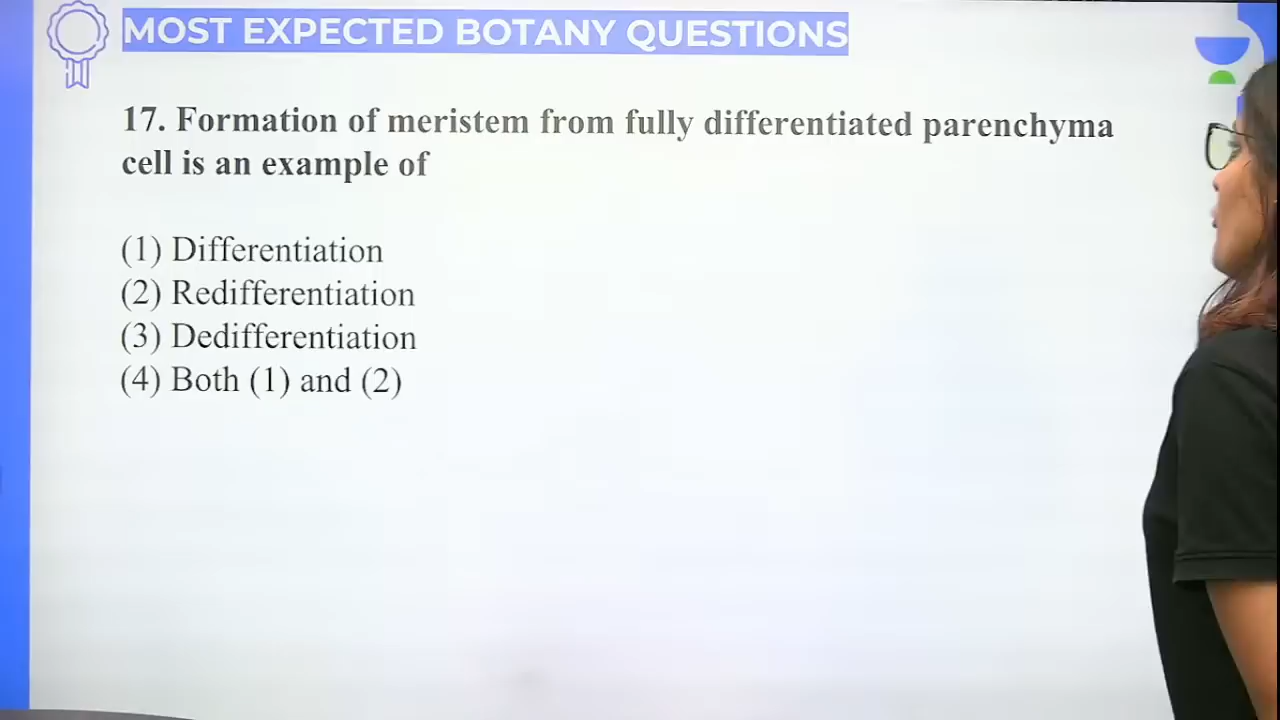 MOST EXPECTED BOTANY QUESTIONS
17. Formation of meristem from fully differentiated parenchyma
cell is an example of
(1) Differentiation
(2) Redifferentiation
(3) Dedifferentiation
(4) Both (1) and (2)